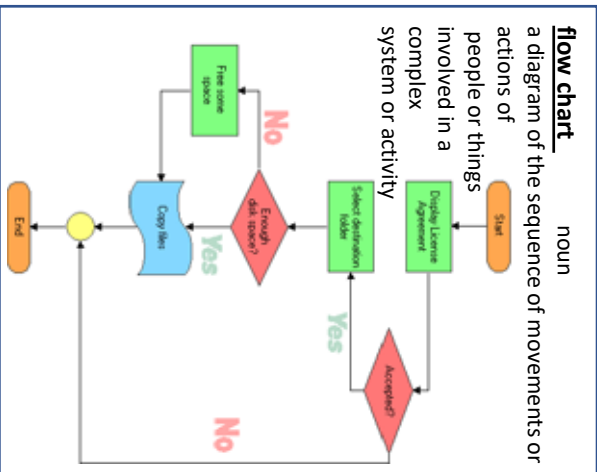 flow chart noun
a diagram of the sequence of movements or
actions of
people or things
involved in a
complex
system or activity
Start
Display License
Agreement
Accepted?
Yes
No
Select destination
folder
Enough
disk space?
No
Yes
Free some
space
Copy files
End